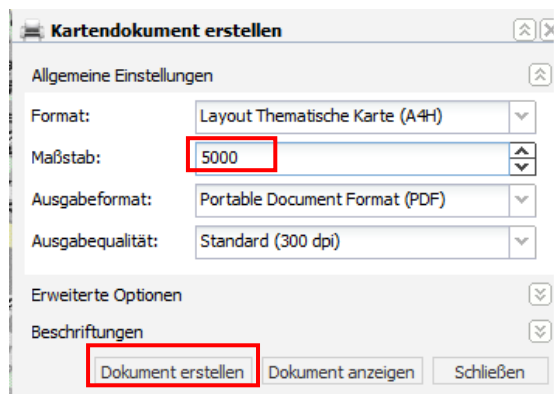 Kartendokument erstellen
Allgemeine Einstellungen
Format: Layout Thematische Karte (A4H)
Maßstab: 5000
Ausgabeformat: Portable Document Format (PDF)
Ausgabequalität: Standard (300 dpi)
Erweiterte Optionen
Beschriftungen
Dokument erstellen Dokument anzeigen Schließen